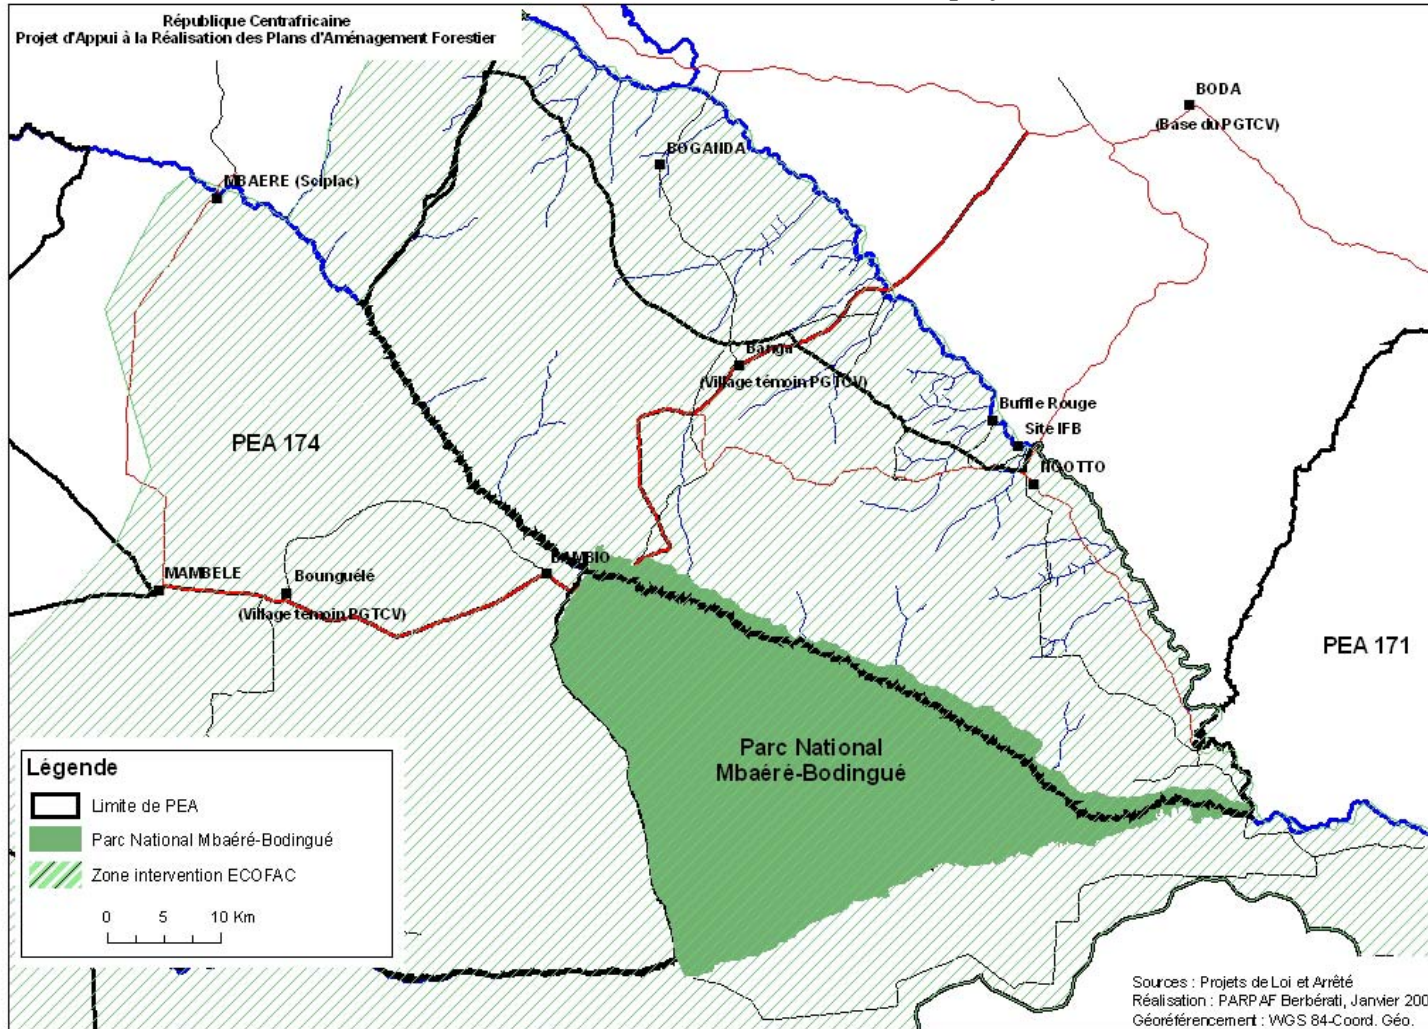 République Centrafricaine
Projet d'Appui à la Réalisation des Plans d'Aménagement Forestier
BODA
(Base du PGTCV)
BOGANDA
MBAERE (Sciplac)
Banga
(Village témoin PGTCV)
Buffle Rouge
Site IFB
NGOTTO
PEA 174
BAMBIO
MAMBELE
Bounguélé
(Village témoin PGTCV)
PEA 171
Parc National
Mbaéré-Bodingué
Légende
Limite de PEA
Parc National Mbaéré-Bodingué
Zone intervention ECOFAC
0 5 10 Km
Sources : Projets de Loi et Arrêté
Réalisation : PARPAF Berbérati, Janvier 200
Géoréférencement : WGS 84-Coord. Géo.